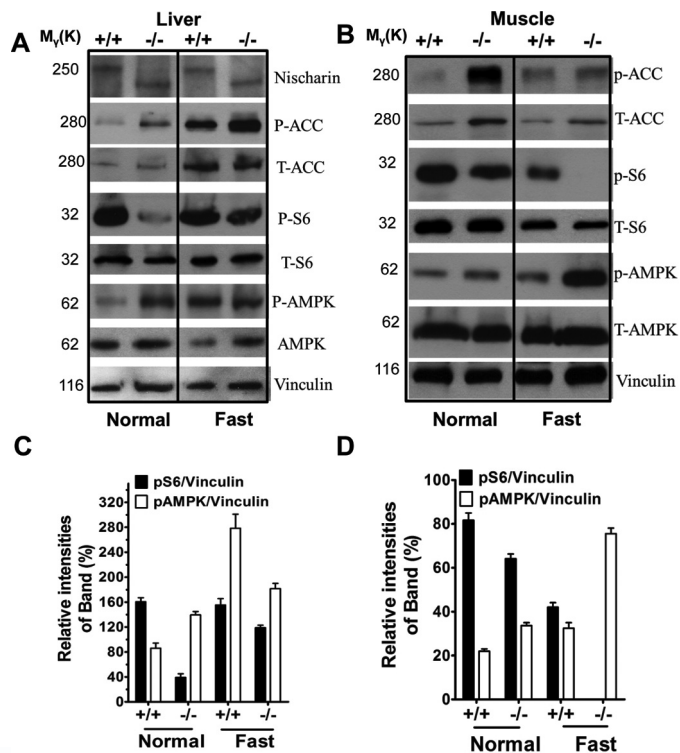 A
Liver
Mγ(K) +/+ -/- +/+ -/-
250 Nischarin
280 P-ACC
280 T-ACC
32 P-S6
32 T-S6
62 P-AMPK
62 AMPK
116 Vinculin
Normal Fast
B
Muscle
Mγ(K) +/+ -/- +/+ -/-
280 p-ACC
280 T-ACC
32 p-S6
32 T-S6
62 p-AMPK
62 T-AMPK
116 Vinculin
Normal Fast
C
pS6/Vinculin
pAMPK/Vinculin
Relative intensities
of Band (%)
360
320
280
240
200
160
120
80
40
0
+/+ -/- +/+ -/-
Normal Fast
D
pS6/Vinculin
pAMPK/Vinculin
Relative intensities
of Band (%)
100
80
60
40
20
0
+/+ -/- +/+ -/-
Normal Fast